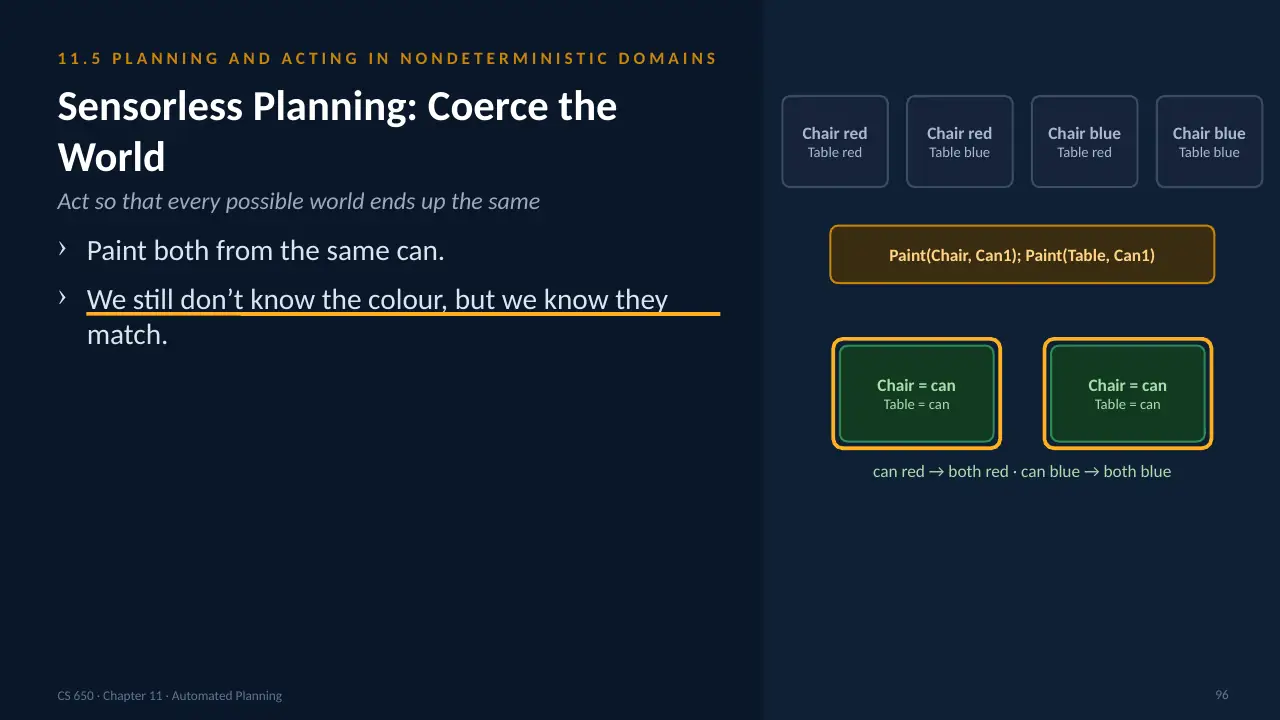 11.5 PLANNING AND ACTING IN NONDETERMINISTIC DOMAINS
Sensorless Planning: Coerce the
World
Act so that every possible world ends up the same
› Paint both from the same can.
› We still don’t know the colour, but we know they
match.
Chair red
Table red
Chair red
Table blue
Chair blue
Table red
Chair blue
Table blue
Paint(Chair, Can1); Paint(Table, Can1)
Chair = can
Table = can
Chair = can
Table = can
can red → both red · can blue → both blue
CS 650 · Chapter 11 · Automated Planning
96